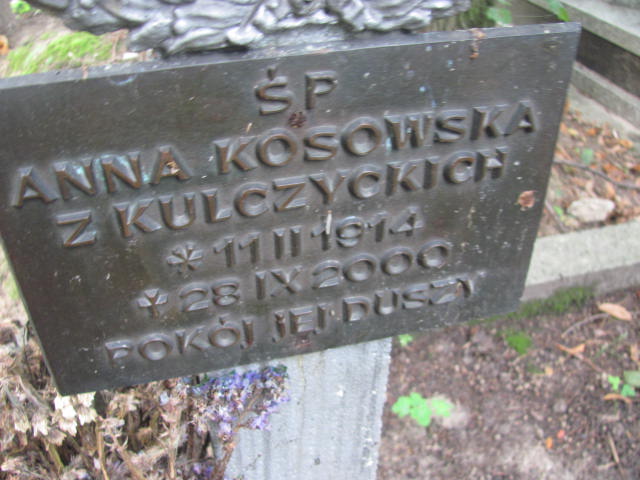 ŚP
ANNA KOSOWSKA
Z KULCZYCKICH
* 11 II 1914
✝ 28 IX 2000
POKÓJ JEJ DUSZY